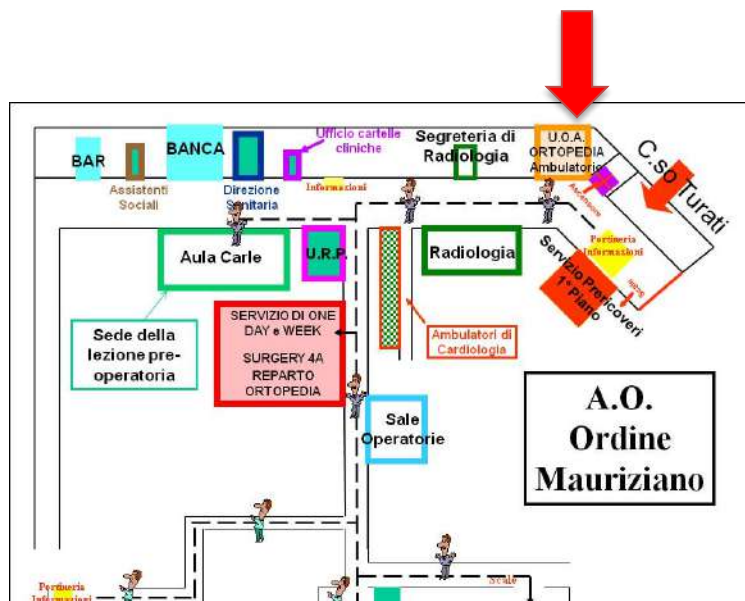 BAR
BANCA
Ufficio cartelle
cliniche
Segreteria di
Radiologia
U.O.A.
ORTOPEDIA
Ambulatorio
C.so Turati
Assistenti
Sociali
Direzione
Sanitaria
Informazioni
Ascensore
Aula Carle
U.R.P.
Radiologia
Portineria
Informazioni
Servizio Prericoveri
1° Piano
Scale
Sede della
lezione pre-
operatoria
SERVIZIO DI ONE
DAY e WEEK
SURGERY 4A
REPARTO
ORTOPEDIA
Ambulatori di
Cardiologia
Sale
Operatorie
A.O.
Ordine
Mauriziano
Portineria
Informazioni
Scale